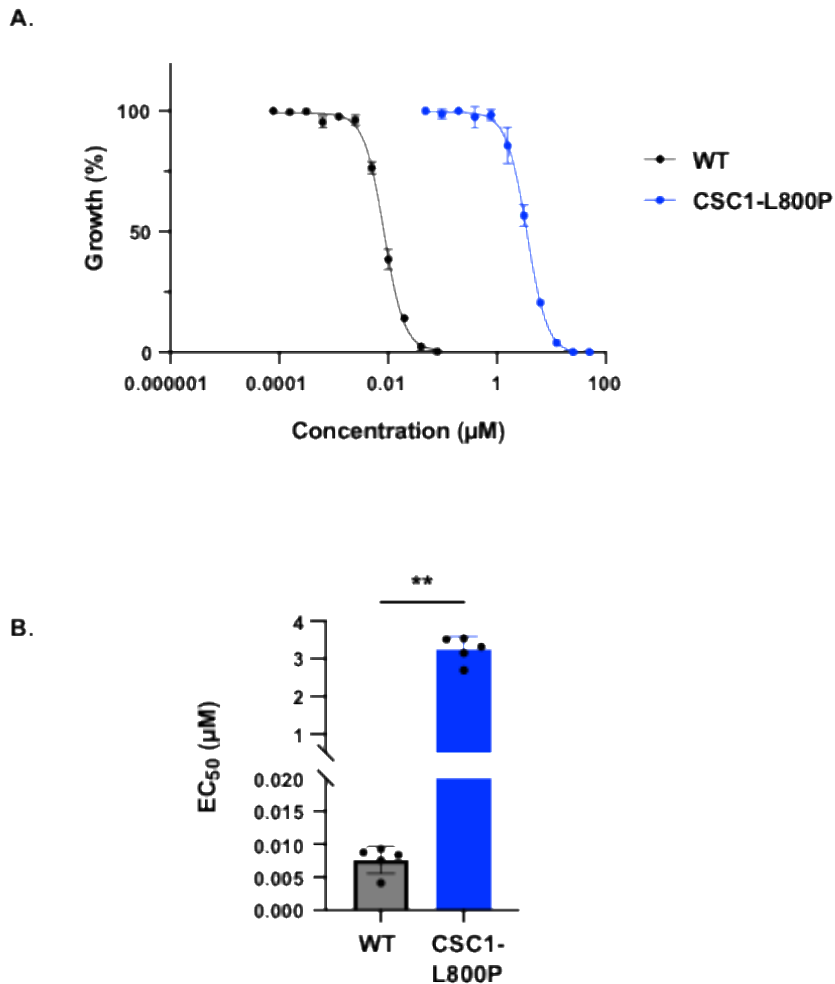 A.
100
50
0
Growth (%)
0.000001
0.0001
0.01
1
100
Concentration (µM)
WT
CSC1-L800P
B.
**
4
3
2
1
0.020
0.015
0.010
0.005
0.000
EC50 (µM)
WT
CSC1-
L800P